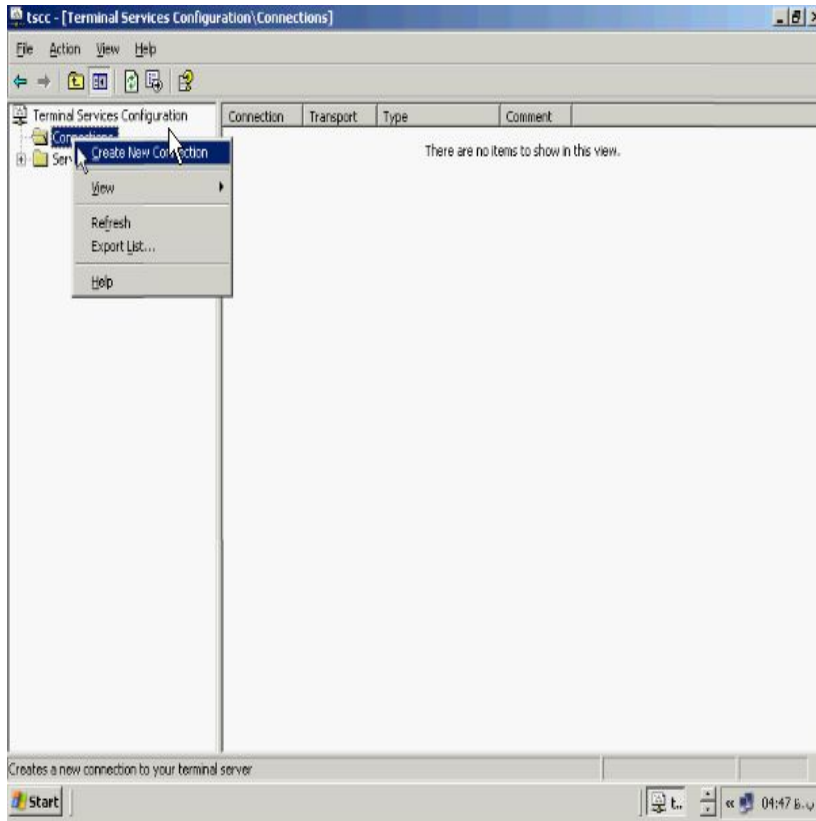 tscc - [Terminal Services Configuration\Connections]
File Action View Help
Terminal Services Configuration
Connection Transport Type Comment
Connections
Create New Connection
There are no items to show in this view.
Ser
View
Refresh
Export List...
Help
Creates a new connection to your terminal server
Start
t..
« 04:47 ب.ظ